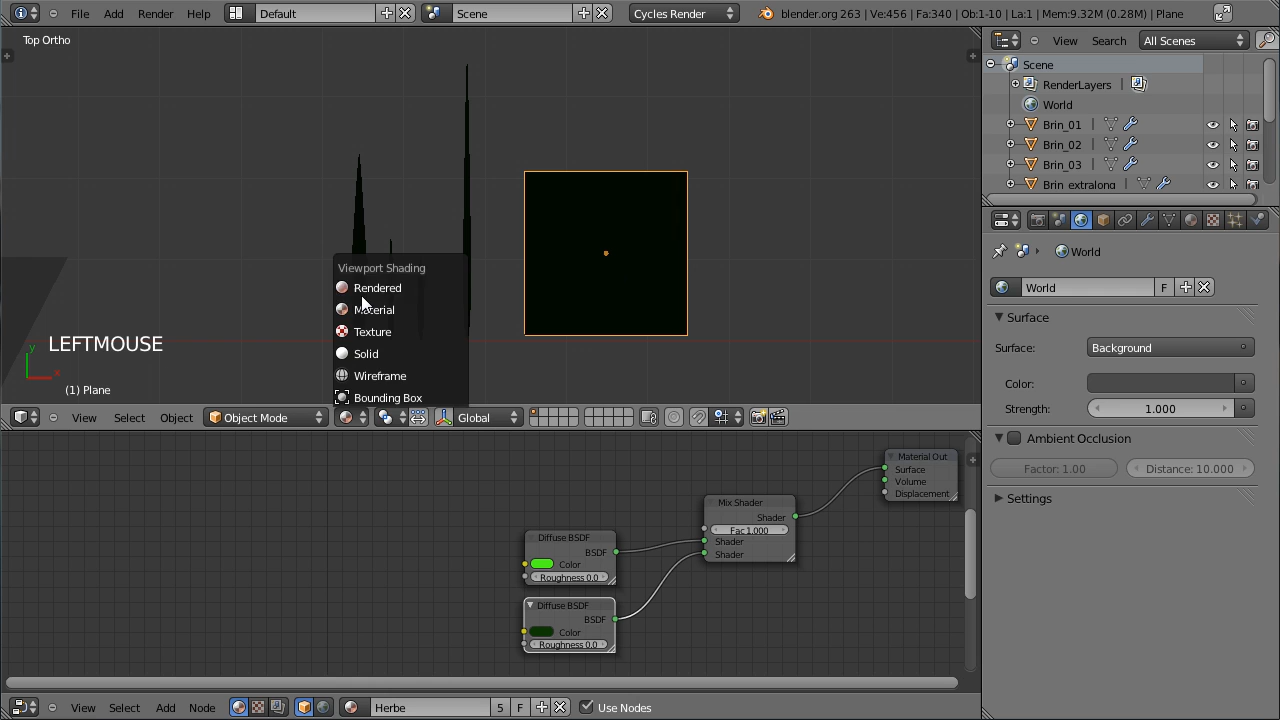 File Add Render Help Default Scene Cycles Render blender.org 263 | Ve:456 | Fa:340 | Ob:1-10 | La:1 | Mem:9.32M (0.28M) | Plane
Top Ortho
View Search All Scenes
Scene
RenderLayers |
World
Brin_01 |
Brin_02 |
Brin_03 |
Brin_extralong |
World
World F
Surface
Surface: Background
Color:
Strength: 1.000
Ambient Occlusion
Factor: 1.00 Distance: 10.000
Settings
Viewport Shading
Rendered
Material
Texture
Solid
Wireframe
Bounding Box
LEFTMOUSE
y
x
(1) Plane
View Select Object Object Mode Global
Material Out
Surface
Volume
Displacement
Mix Shader
Shader
Fac 1.000
Shader
Shader
Diffuse BSDF
BSDF
Color
Roughness 0.0
Diffuse BSDF
BSDF
Color
Roughness 0.0
View Select Add Node Herbe 5 F Use Nodes